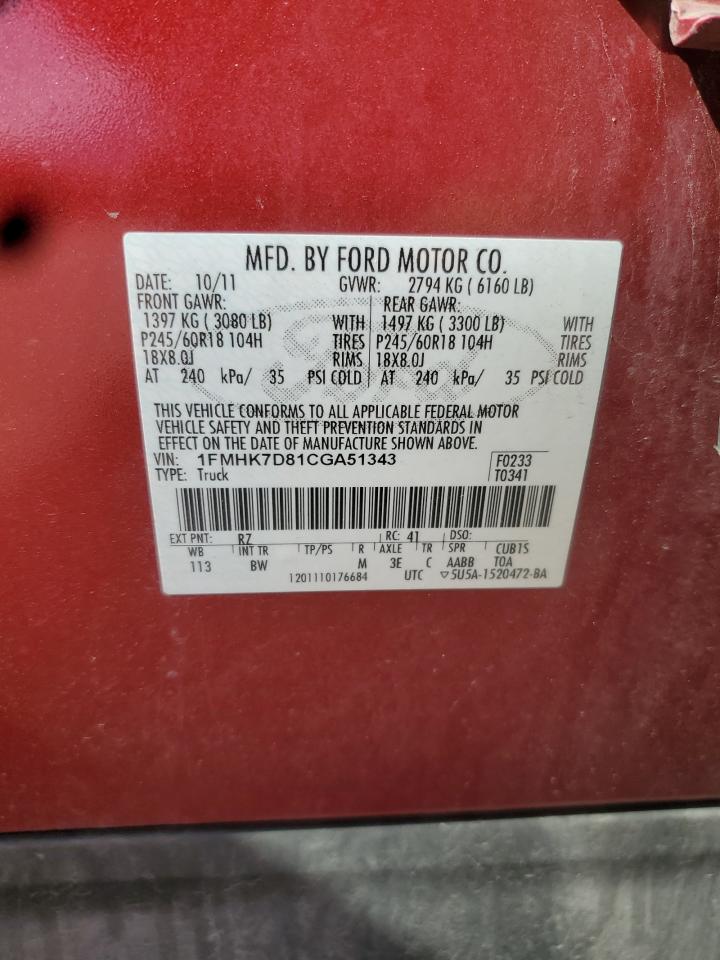 MFD. BY FORD MOTOR CO.
DATE: 10/11 GVWR: 2794 KG ( 6160 LB)
FRONT GAWR: REAR GAWR:
1397 KG ( 3080 LB) WITH 1497 KG ( 3300 LB) WITH
P245/60R18 104H TIRES P245/60R18 104H TIRES
18X8.0J RIMS 18X8.0J RIMS
AT 240 kPa/ 35 PSI COLD AT 240 kPa/ 35 PSI COLD
THIS VEHICLE CONFORMS TO ALL APPLICABLE FEDERAL MOTOR
VEHICLE SAFETY AND THEFT PREVENTION STANDARDS IN
EFFECT ON THE DATE OF MANUFACTURE SHOWN ABOVE.
VIN: 1FMHK7D81CGA51343 F0233
TYPE: Truck T0341
EXT PNT: RZ RC: 41 DSO:
WB INT TR TP/PS R AXLE TR SPR CUB1S
113 BW M 3E C AABB TOA
1201110176684 UTC ▽5U5A-1520472-BA